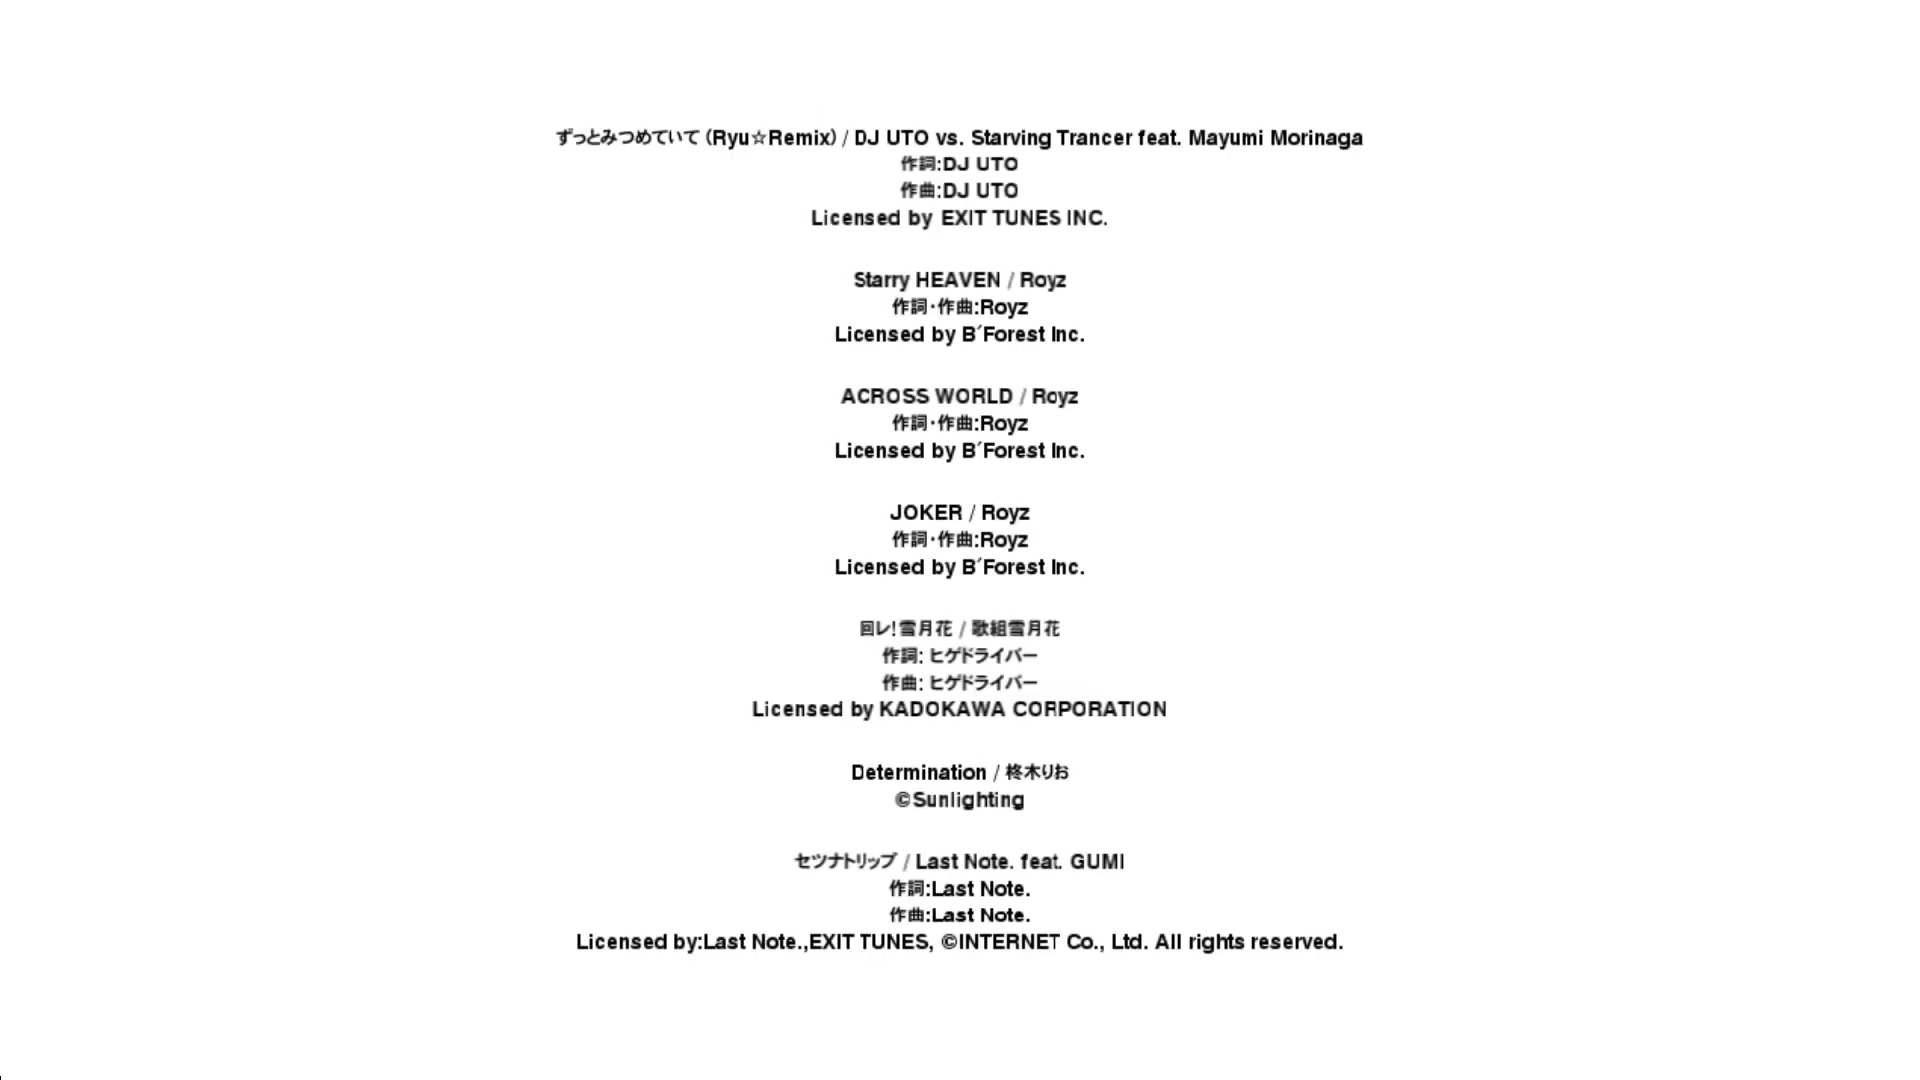 ずっとみつめていて (Ryu☆Remix) / DJ UTO vs. Starving Trancer feat. Mayumi Morinaga
作詞:DJ UTO
作曲:DJ UTO
Licensed by EXIT TUNES INC.
Starry HEAVEN / Royz
作詞・作曲:Royz
Licensed by B´Forest Inc.
ACROSS WORLD / Royz
作詞・作曲:Royz
Licensed by B´Forest Inc.
JOKER / Royz
作詞・作曲:Royz
Licensed by B´Forest Inc.
回レ!雪月花 / 歌組雪月花
作詞: ヒゲドライバー
作曲: ヒゲドライバー
Licensed by KADOKAWA CORPORATION
Determination / 柊木りお
©Sunlighting
セツナトリップ / Last Note. feat. GUMI
作詞:Last Note.
作曲:Last Note.
Licensed by:Last Note.,EXIT TUNES, ©INTERNET Co., Ltd. All rights reserved.